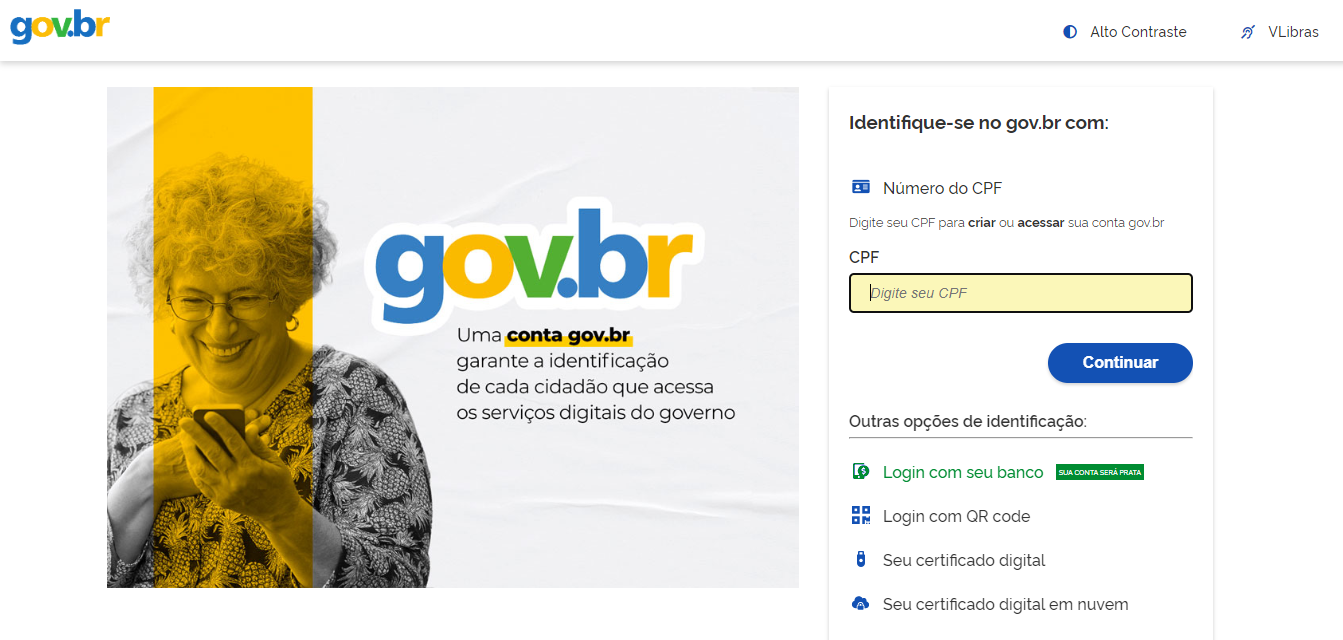 gov.br
Alto Contraste
VLibras
gov.br
Uma conta gov.br
garante a identificação
de cada cidadão que acessa
os serviços digitais do governo
Identifique-se no gov.br com:
Número do CPF
Digite seu CPF para criar ou acessar sua conta gov.br
CPF
Digite seu CPF
Continuar
Outras opções de identificação:
Login com seu banco SUA CONTA SERÁ PRATA
Login com QR code
Seu certificado digital
Seu certificado digital em nuvem